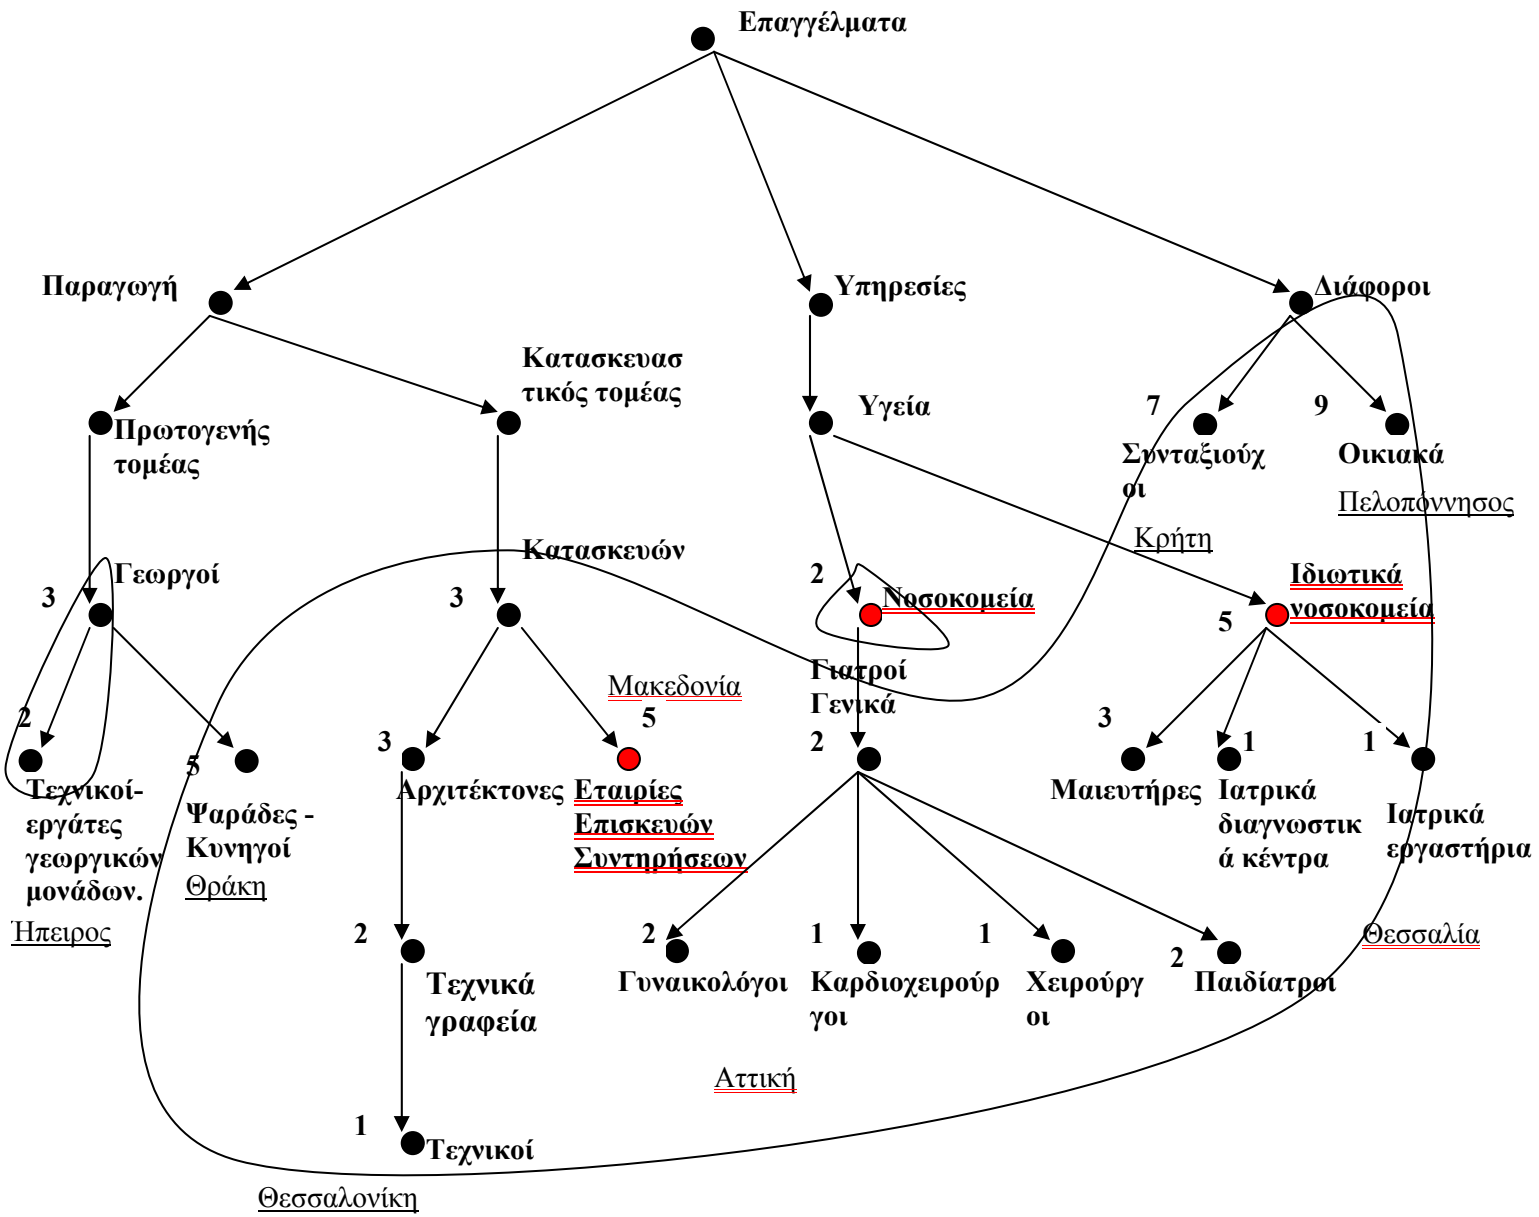 Επαγγέλματα
Παραγωγή
Υπηρεσίες
Διάφοροι
Κατασκευασ
τικός τομέας
Πρωτογενής
τομέας
Υγεία
7
9
Συνταξιούχ
οι
Οικιακά
Πελοπόννησος
Κρήτη
Γεωργοί
3
Κατασκευών
3
2
Νοσοκομεία
Ιδιωτικά
νοσοκομεία
5
Γιατροί
Γενικά
2
Μακεδονία
5
2
5
3
3
1
1
Τεχνικοί-
εργάτες
γεωργικών
μονάδων.
Ήπειρος
Ψαράδες -
Κυνηγοί
Θράκη
Αρχιτέκτονες
Εταιρίες
Επισκευών
Συντηρήσεων
Μαιευτήρες
Ιατρικά
διαγνωστικ
ά κέντρα
Ιατρικά
εργαστήρια
2
2
1
1
2
Θεσσαλία
Τεχνικά
γραφεία
Γυναικολόγοι
Καρδιοχειρούρ
γοι
Χειρούργ
οι
Παιδίατροι
Αττική
1
Τεχνικοί
Θεσσαλονίκη